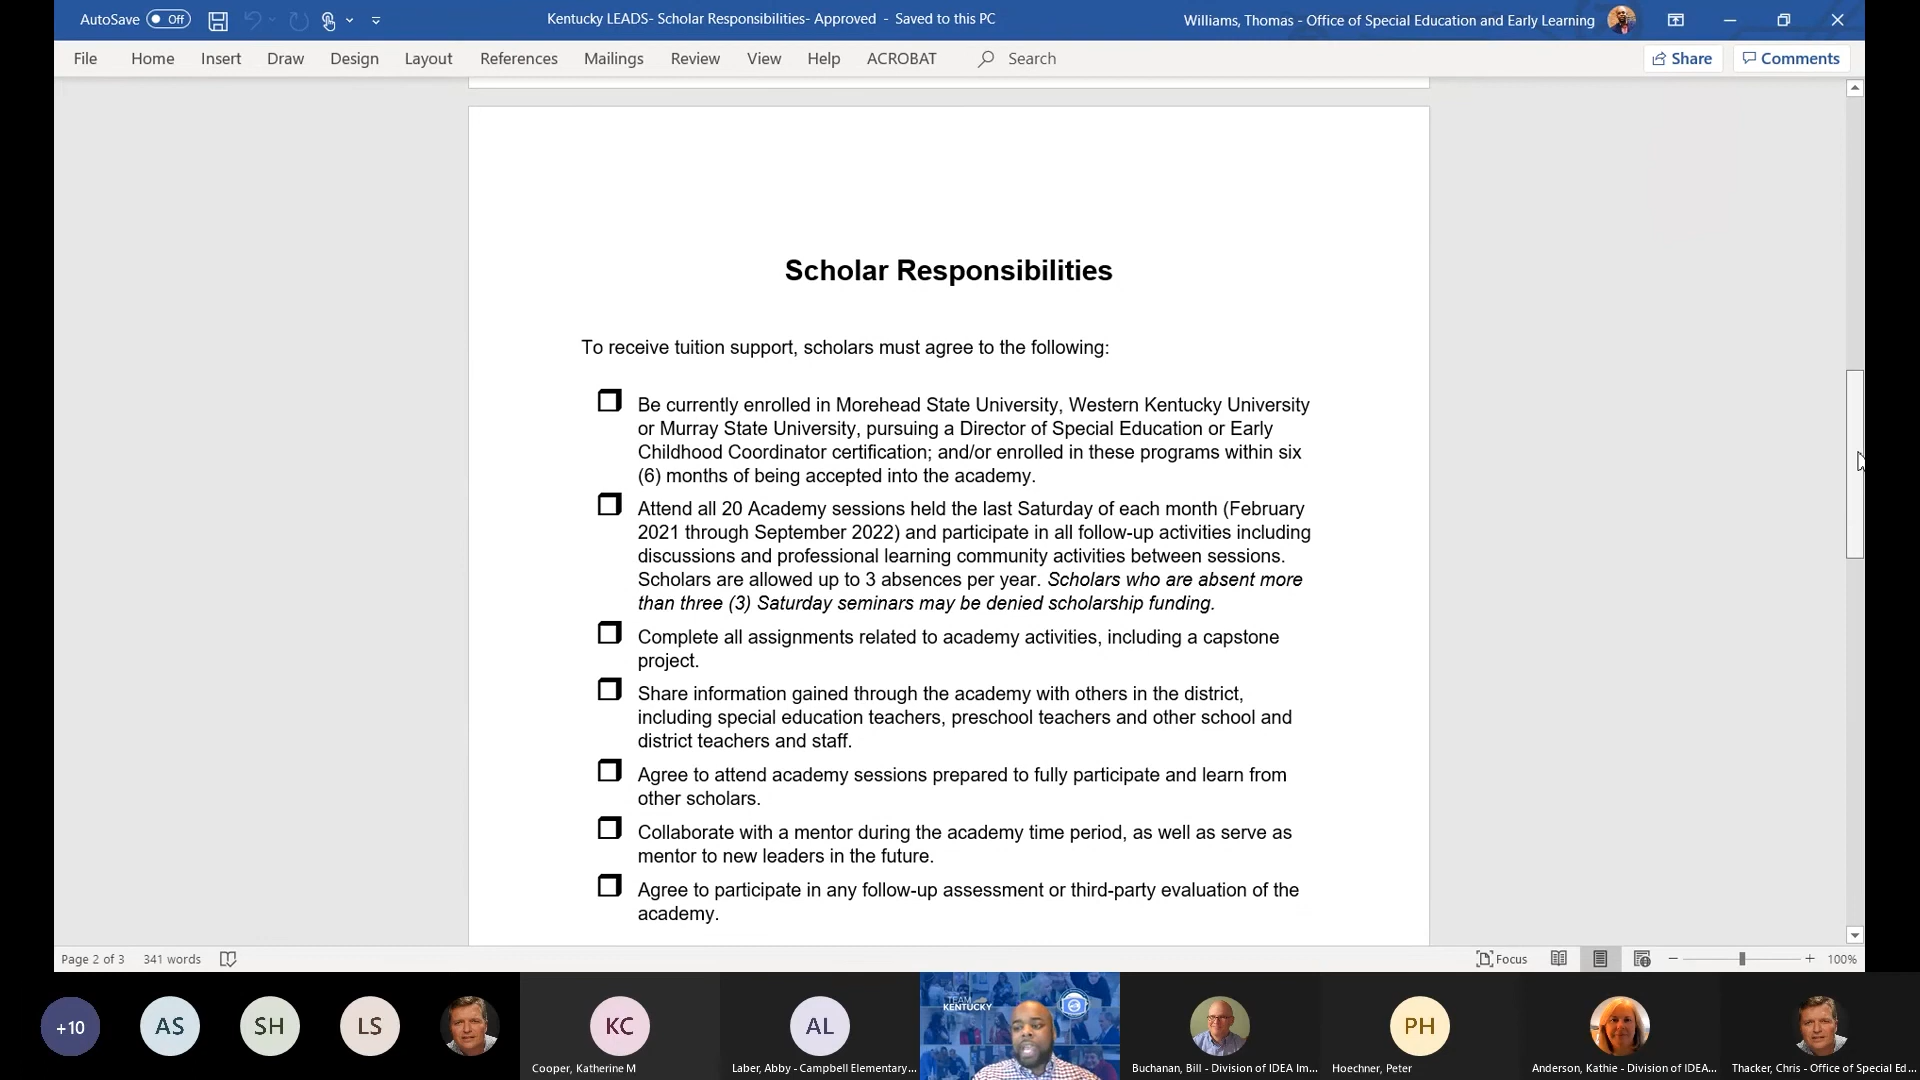 AutoSave Off
Kentucky LEADS- Scholar Responsibilities- Approved - Saved to this PC
Williams, Thomas - Office of Special Education and Early Learning
File Home Insert Draw Design Layout References Mailings Review View Help ACROBAT Search
Share Comments
Scholar Responsibilities
To receive tuition support, scholars must agree to the following:
Be currently enrolled in Morehead State University, Western Kentucky University
or Murray State University, pursuing a Director of Special Education or Early
Childhood Coordinator certification; and/or enrolled in these programs within six
(6) months of being accepted into the academy.
Attend all 20 Academy sessions held the last Saturday of each month (February
2021 through September 2022) and participate in all follow-up activities including
discussions and professional learning community activities between sessions.
Scholars are allowed up to 3 absences per year. Scholars who are absent more
than three (3) Saturday seminars may be denied scholarship funding.
Complete all assignments related to academy activities, including a capstone
project.
Share information gained through the academy with others in the district,
including special education teachers, preschool teachers and other school and
district teachers and staff.
Agree to attend academy sessions prepared to fully participate and learn from
other scholars.
Collaborate with a mentor during the academy time period, as well as serve as
mentor to new leaders in the future.
Agree to participate in any follow-up assessment or third-party evaluation of the
academy.
Page 2 of 3 341 words
Focus
100%
+10 AS SH LS KC AL PH
TEAM
KENTUCKY
Cooper, Katherine M
Laber, Abby - Campbell Elementary...
Buchanan, Bill - Division of IDEA Im...
Hoechner, Peter
Anderson, Kathie - Division of IDEA...
Thacker, Chris - Office of Special Ed...